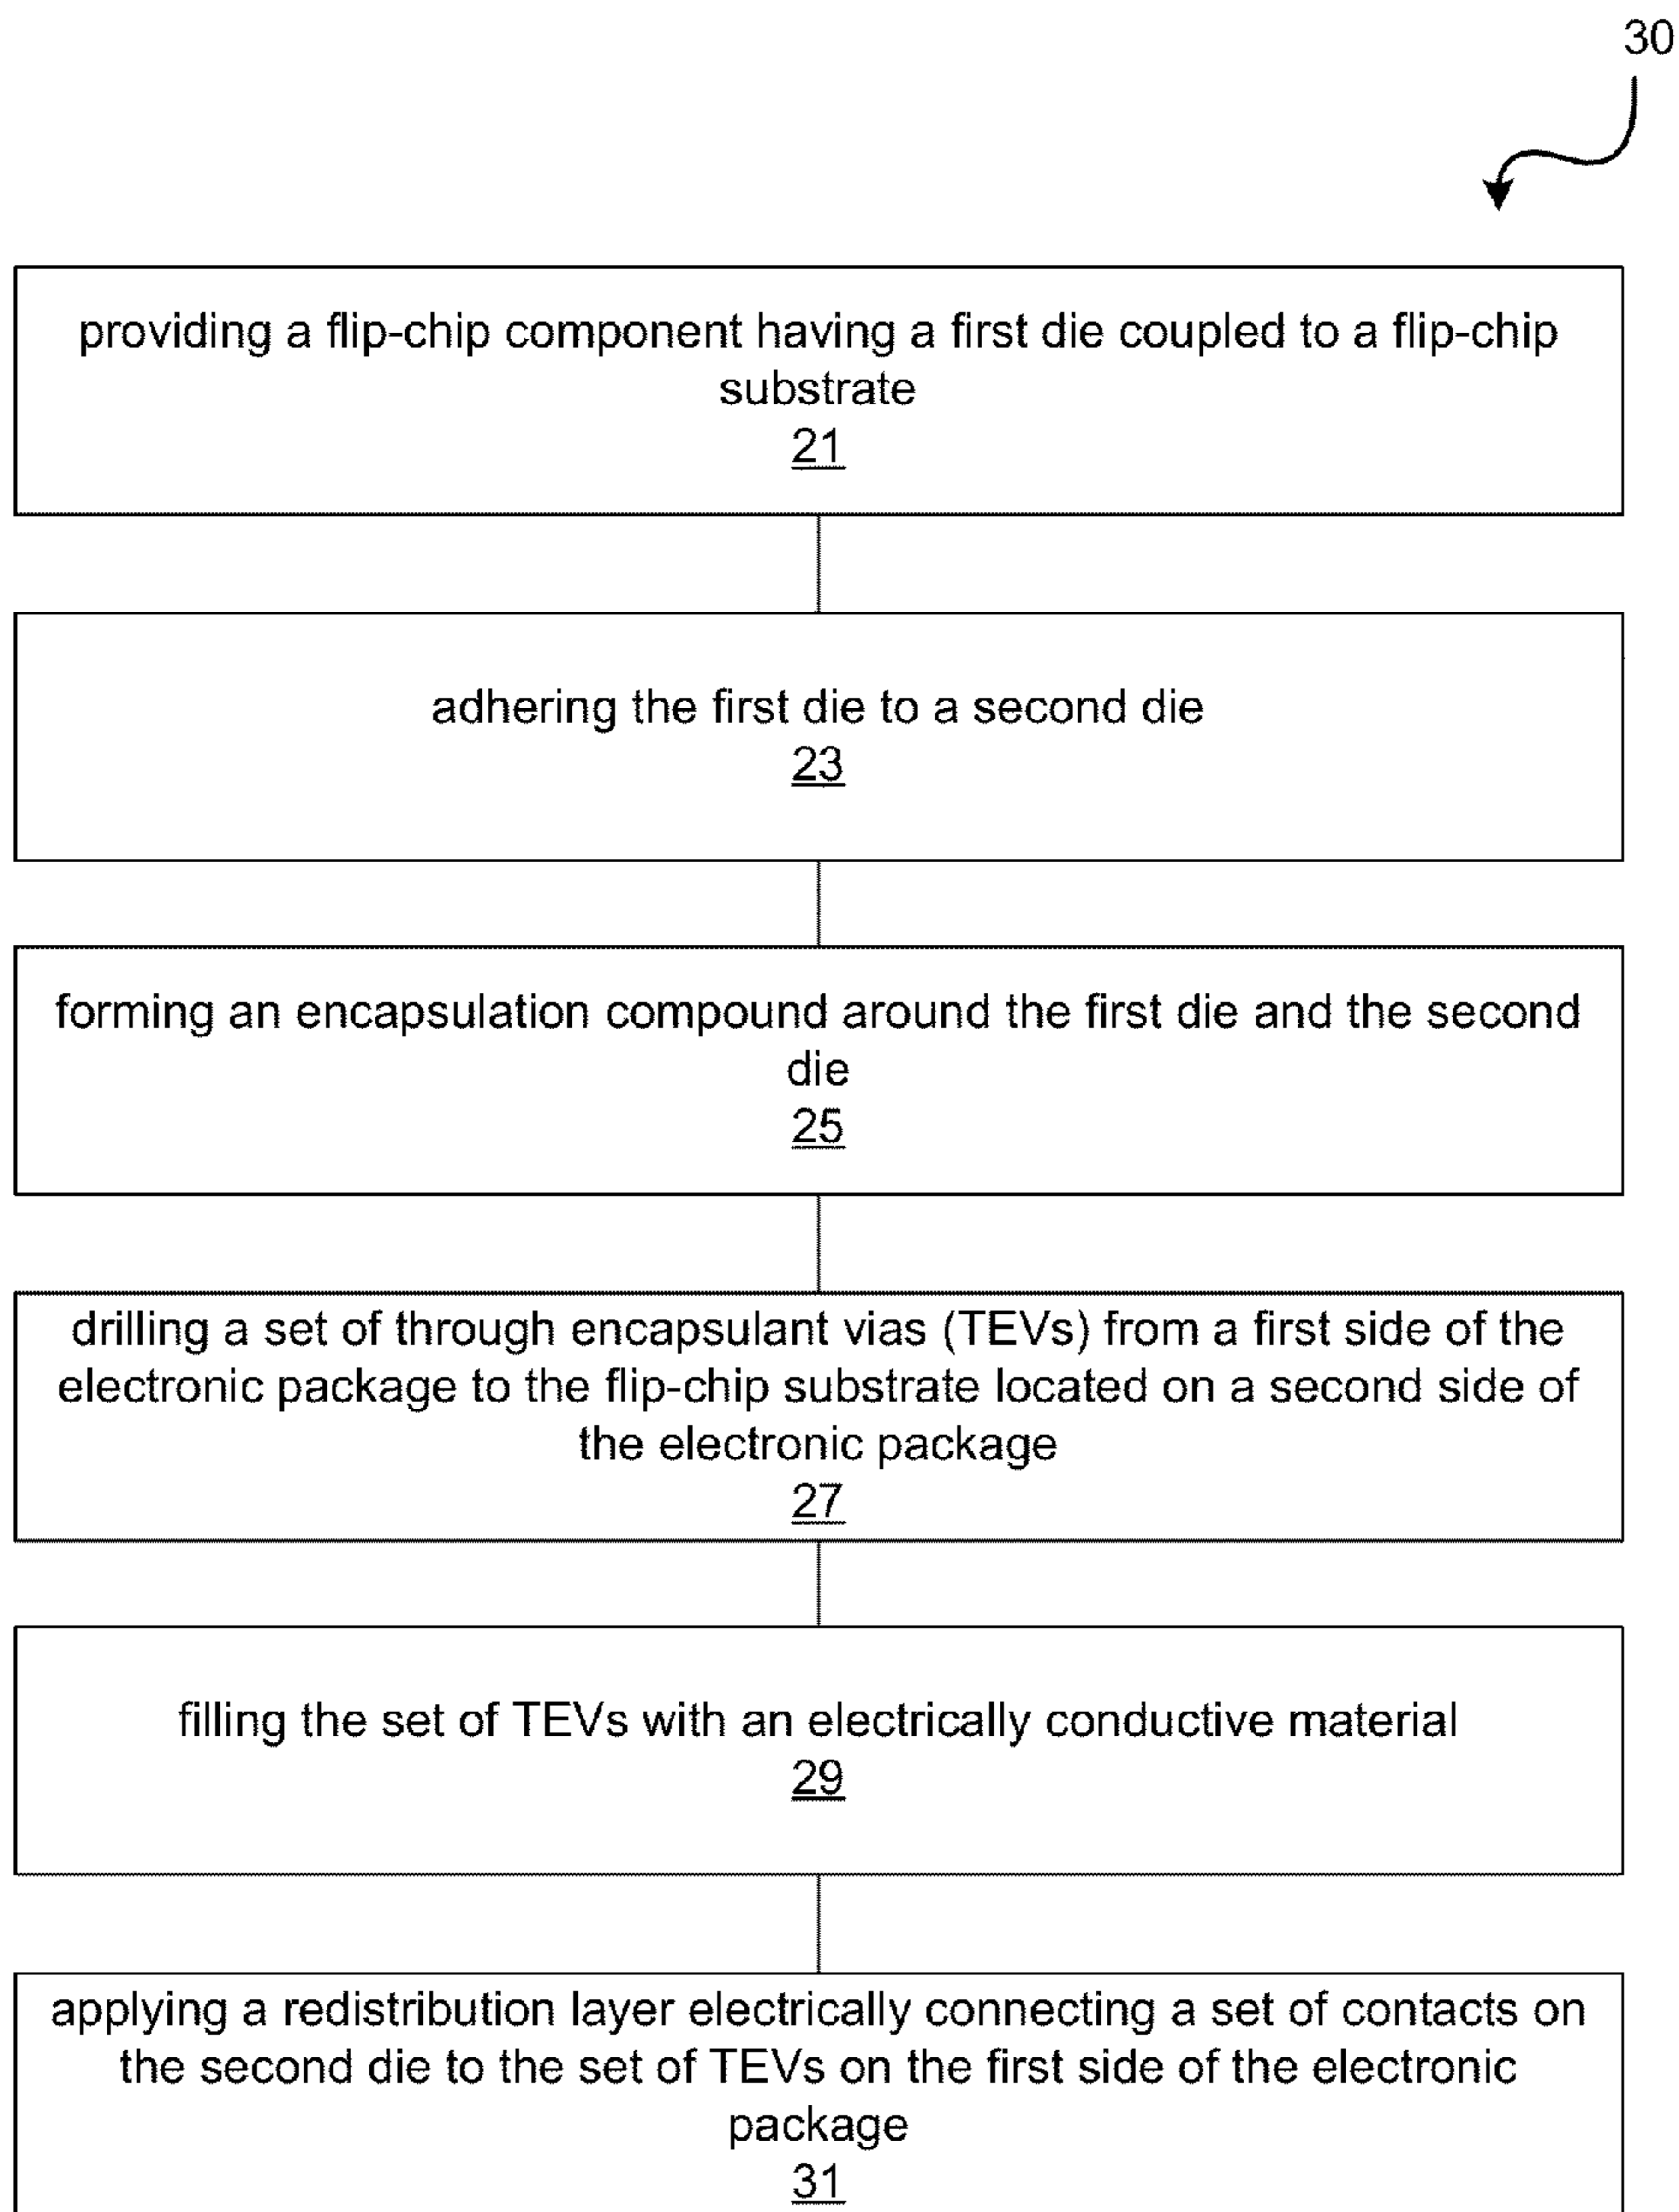 30
providing a flip-chip component having a first die coupled to a flip-chip
substrate
21
adhering the first die to a second die
23
forming an encapsulation compound around the first die and the second
die
25
drilling a set of through encapsulant vias (TEVs) from a first side of the
electronic package to the flip-chip substrate located on a second side of
the electronic package
27
filling the set of TEVs with an electrically conductive material
29
applying a redistribution layer electrically connecting a set of contacts on
the second die to the set of TEVs on the first side of the electronic
package
31